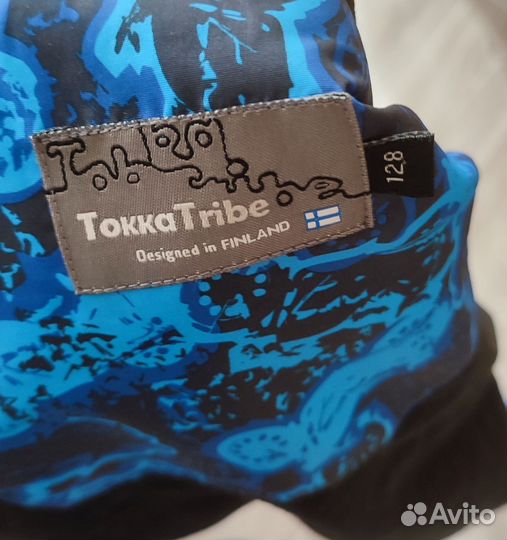 TokkaTribe
Designed in FINLAND
128
Avito